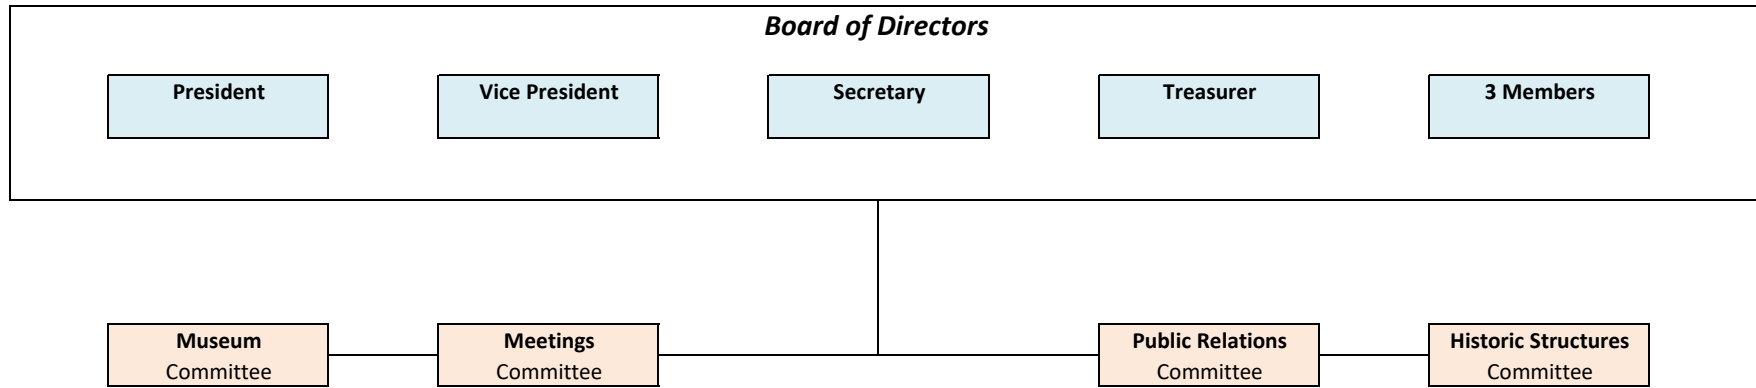 Board of Directors
President
Vice President
Secretary
Treasurer
3 Members
Museum
Committee
Meetings
Committee
Public Relations
Committee
Historic Structures
Committee